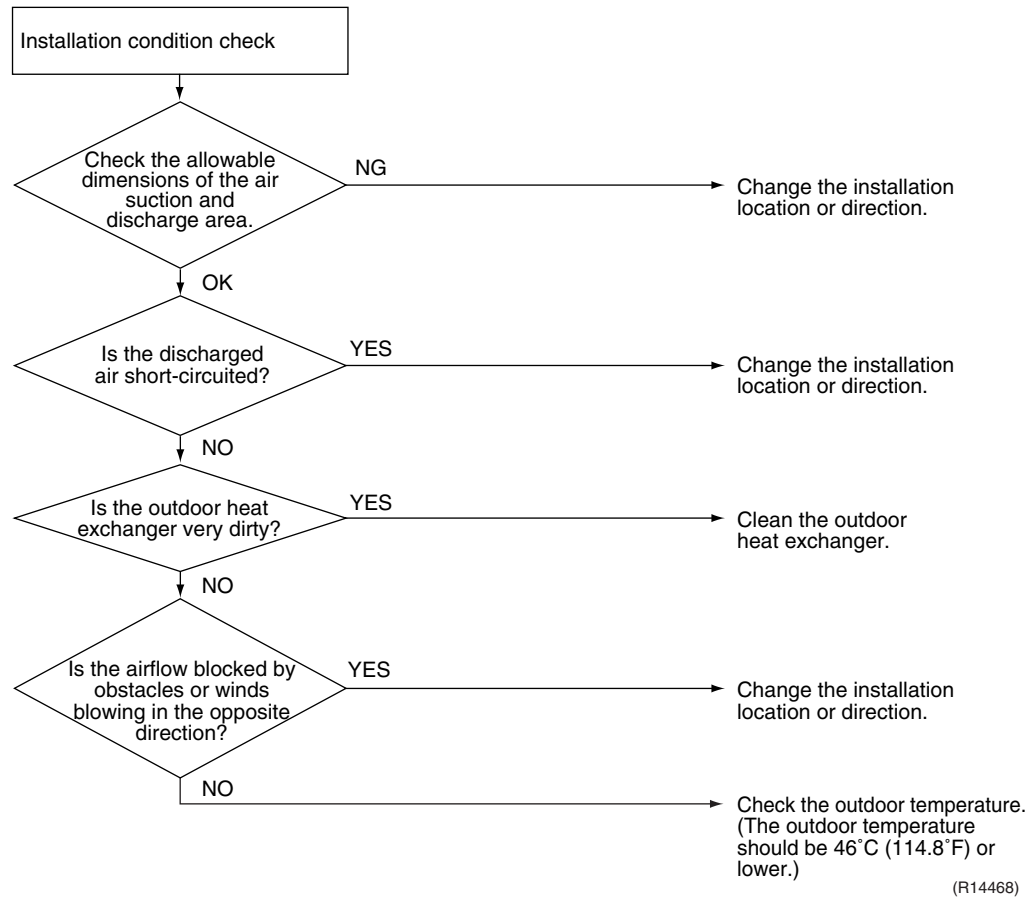 Installation condition check
Check the allowable
dimensions of the air
suction and
discharge area.
NG
Change the installation
location or direction.
OK
Is the discharged
air short-circuited?
YES
Change the installation
location or direction.
NO
Is the outdoor heat
exchanger very dirty?
YES
Clean the outdoor
heat exchanger.
NO
Is the airflow blocked by
obstacles or winds
blowing in the opposite
direction?
YES
Change the installation
location or direction.
NO
Check the outdoor temperature.
(The outdoor temperature
should be 46˚C (114.8˚F) or
lower.)
(R14468)